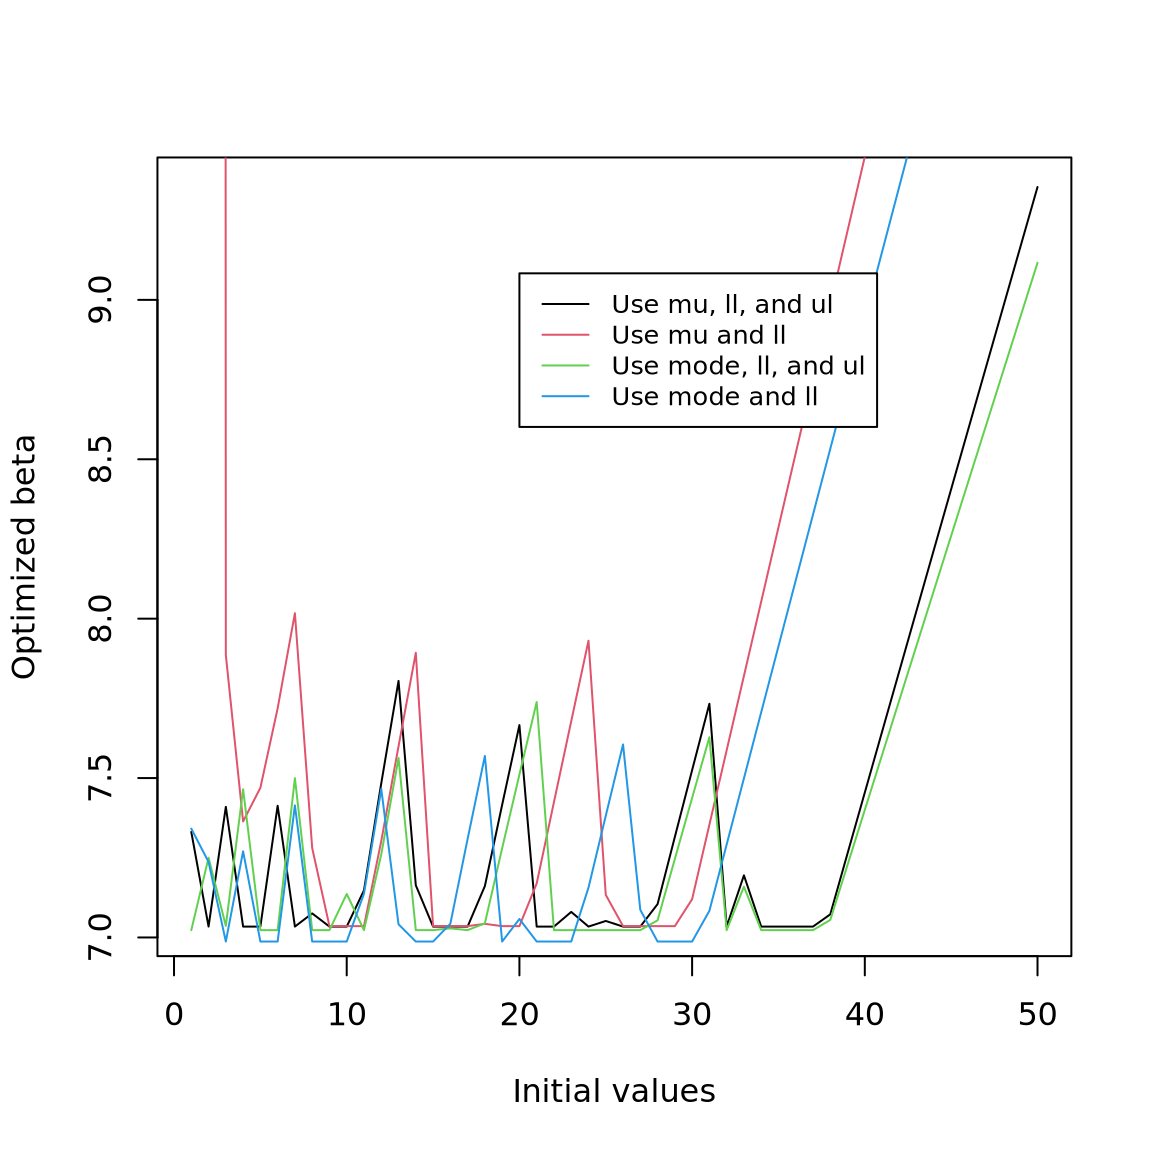 Use mu, ll, and ul
Use mu and ll
Use mode, ll, and ul
Use mode and ll
Optimized beta
9.0
8.5
8.0
7.5
7.0
0 10 20 30 40 50
Initial values